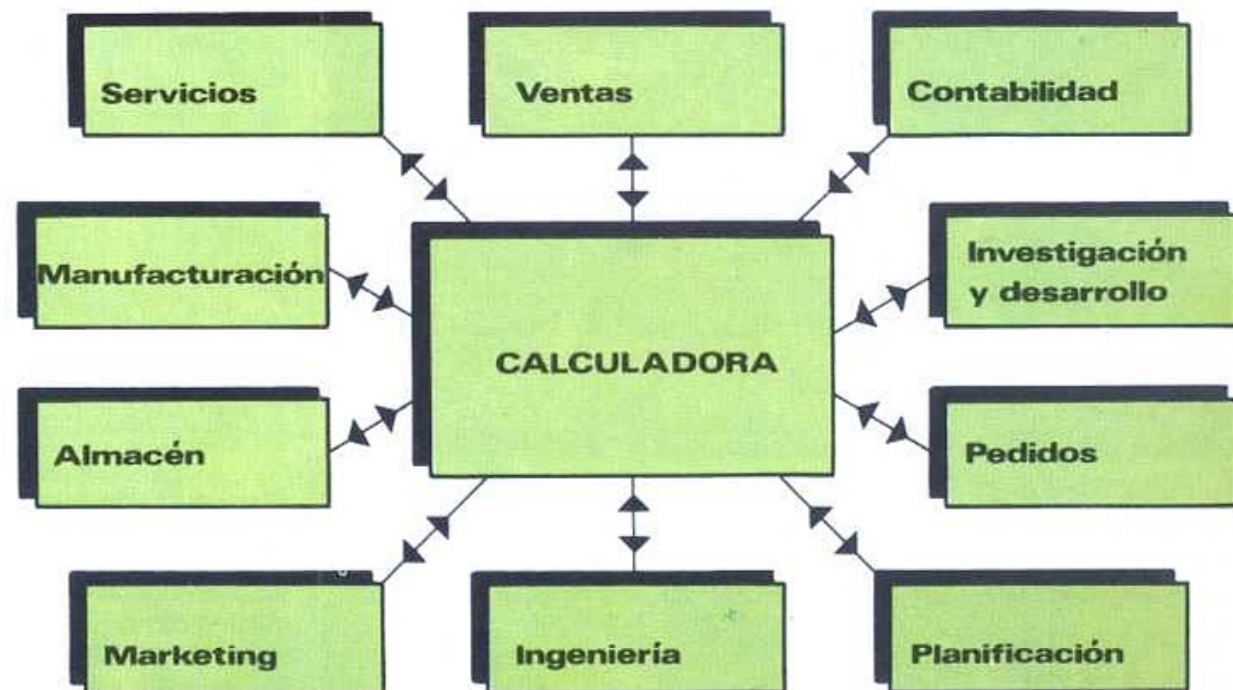 Servicios
Ventas
Contabilidad
Manufacturación
CALCULADORA
Investigación
y desarrollo
Almacén
Pedidos
Marketing
Ingeniería
Planificación